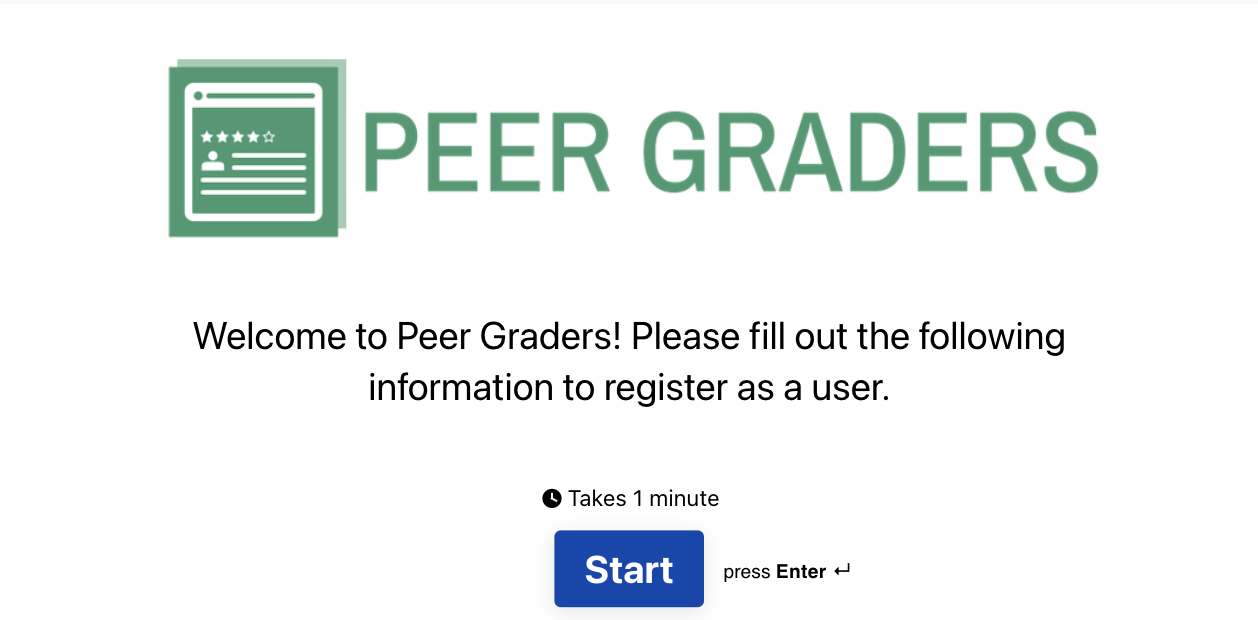 PEER GRADERS
Welcome to Peer Graders! Please fill out the following
information to register as a user.
Takes 1 minute
Start
press Enter ↵